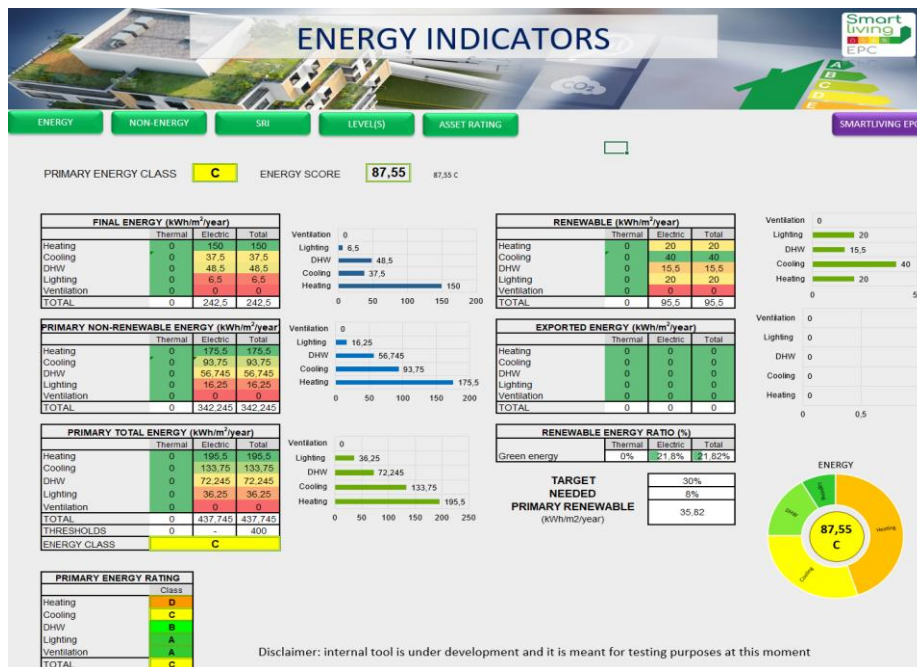 ENERGY INDICATORS
Smart
living
EPC
CO₂
A
B
C
D
E
ENERGY
NON-ENERGY
SRI
LEVEL(S)
ASSET RATING
SMARTLIVING EPC
PRIMARY ENERGY CLASS C ENERGY SCORE 87,55 87,55 C
FINAL ENERGY (kWh/m²/year)
Thermal Electric Total
Heating 0 150 150
Cooling 0 37,5 37,5
DHW 0 48,5 48,5
Lighting 0 6,5 6,5
Ventilation 0 0 0
TOTAL 0 242,5 242,5
Ventilation 0
Lighting 6,5
DHW 48,5
Cooling 37,5
Heating 150
0 50 100 150 200
RENEWABLE (kWh/m²/year)
Thermal Electric Total
Heating 0 20 20
Cooling 0 40 40
DHW 0 15,5 15,5
Lighting 0 20 20
Ventilation 0 0 0
TOTAL 0 95,5 95,5
Ventilation 0
Lighting 20
DHW 15,5
Cooling 40
Heating 20
0
PRIMARY NON-RENEWABLE ENERGY (kWh/m²/year
Thermal Electric Total
Heating 0 175,5 175,5
Cooling 0 93,75 93,75
DHW 0 56,745 56,745
Lighting 0 16,25 16,25
Ventilation 0 0 0
TOTAL 0 342,245 342,245
Ventilation 0
Lighting 16,25
DHW 56,745
Cooling 93,75
Heating 175,5
0 50 100 150 200
EXPORTED ENERGY (kWh/m²/year)
Thermal Electric Total
Heating 0 0 0
Cooling 0 0 0
DHW 0 0 0
Lighting 0 0 0
Ventilation 0 0 0
TOTAL 0 0 0
Ventilation 0
Lighting 0
DHW 0
Cooling 0
Heating 0
0 0,5
PRIMARY TOTAL ENERGY (kWh/m²/year)
Thermal Electric Total
Heating 0 195,5 195,5
Cooling 0 133,75 133,75
DHW 0 72,245 72,245
Lighting 0 36,25 36,25
Ventilation 0 0 0
TOTAL 0 437,745 437,745
THRESHOLDS 0 - 400
ENERGY CLASS C
Ventilation 0
Lighting 36,25
DHW 72,245
Cooling 133,75
Heating 195,5
0 50 100 150 200 250
RENEWABLE ENERGY RATIO (%)
Thermal Electric Total
Green energy 0% 21,8% 21,82%
TARGET 30%
NEEDED 8%
PRIMARY RENEWABLE 35,82
(kWh/m2/year)
ENERGY
Heating
Cooling
DHW
Lighting
87,55
C
PRIMARY ENERGY RATING
Class
Heating D
Cooling C
DHW B
Lighting A
Ventilation A
TOTAL C
Disclaimer: internal tool is under development and it is meant for testing purposes at this moment